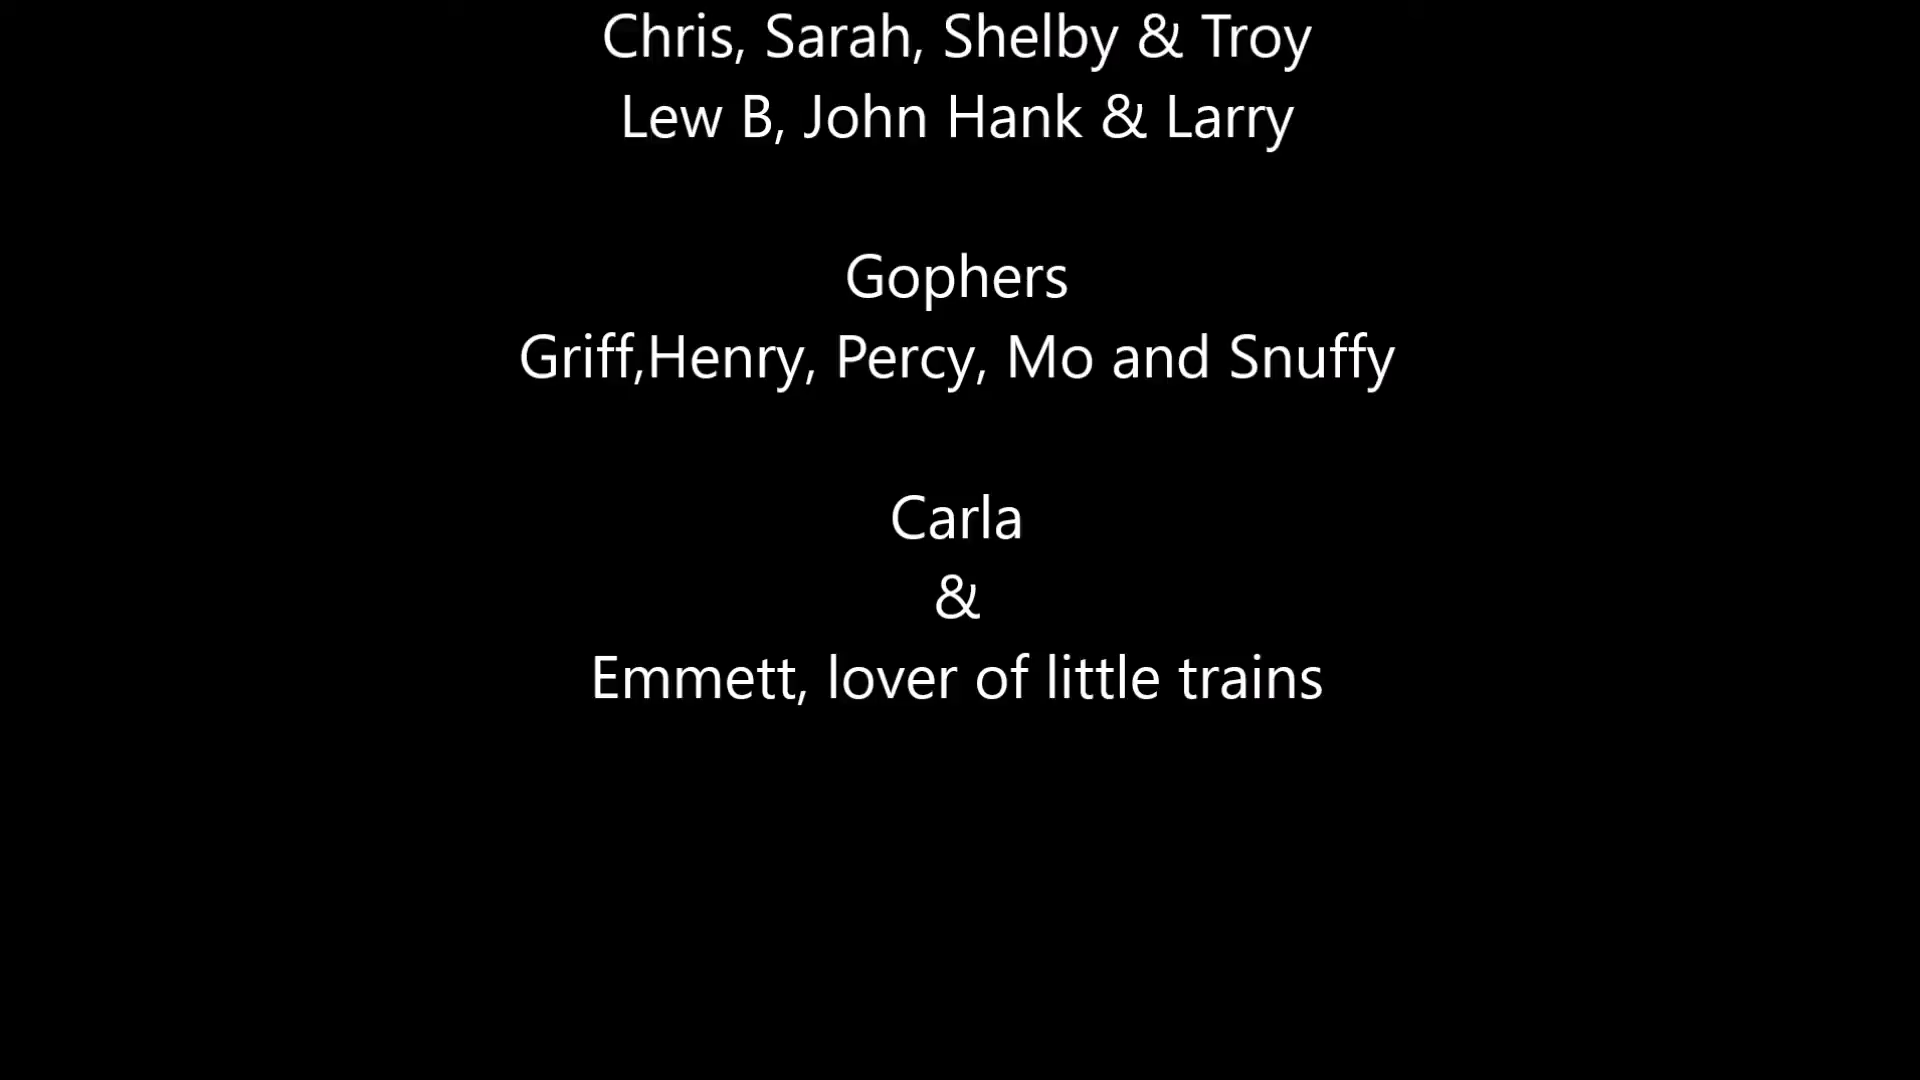 Chris, Sarah, Shelby & Troy
Lew B, John Hank & Larry
Gophers
Griff,Henry, Percy, Mo and Snuffy
Carla
&
Emmett, lover of little trains